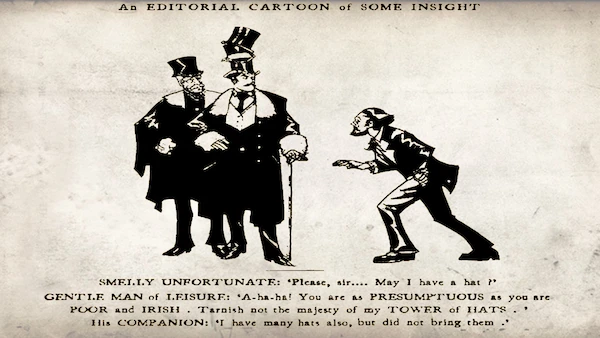 An EDITORIAL CARTOON of SOME INSIGHT
SMELLY UNFORTUNATE: 'Please, sir.... May I have a hat ?'
GENTLE MAN of LEISURE: 'A-ha-ha! You are as PRESUMPTUOUS as you are
POOR and IRISH . Tarnish not the majesty of my TOWER of HATS . '
His COMPANION: 'I have many hats also, but did not bring them .'